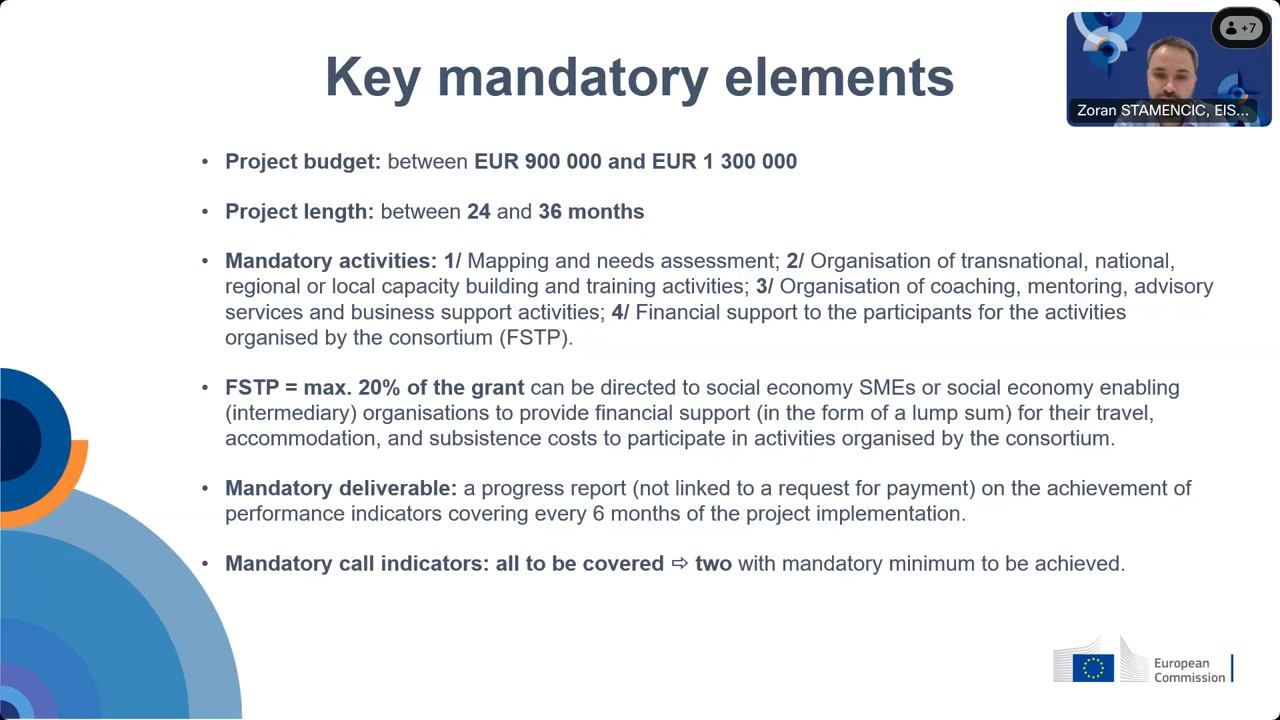 Key mandatory elements
+7
Zoran STAMENCIC, EIS...
• Project budget: between EUR 900 000 and EUR 1 300 000
• Project length: between 24 and 36 months
• Mandatory activities: 1/ Mapping and needs assessment; 2/ Organisation of transnational, national,
regional or local capacity building and training activities; 3/ Organisation of coaching, mentoring, advisory
services and business support activities; 4/ Financial support to the participants for the activities
organised by the consortium (FSTP).
• FSTP = max. 20% of the grant can be directed to social economy SMEs or social economy enabling
(intermediary) organisations to provide financial support (in the form of a lump sum) for their travel,
accommodation, and subsistence costs to participate in activities organised by the consortium.
• Mandatory deliverable: a progress report (not linked to a request for payment) on the achievement of
performance indicators covering every 6 months of the project implementation.
• Mandatory call indicators: all to be covered ⇨ two with mandatory minimum to be achieved.
European
Commission